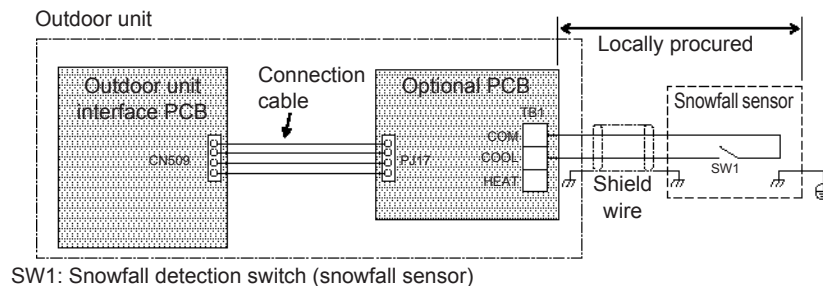 Outdoor unit
Locally procured
Outdoor unit
interface PCB
Connection
cable
Optional PCB
Snowfall sensor
TB1
COM
CN509
PJ17
COOL
SW1
HEAT
Shield
wire
SW1: Snowfall detection switch (snowfall sensor)